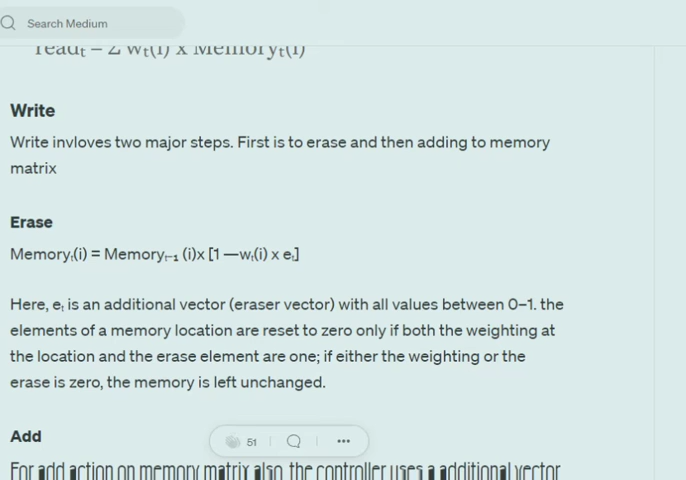 Search Medium
readₜ = Σ wₜ(i) x Memoryₜ(i)
Write
Write invloves two major steps. First is to erase and then adding to memory
matrix
Erase
Memoryₜ(i) = Memoryₜ₋₁ (i)x [1 —wₜ(i) x eₜ]
Here, eₜ is an additional vector (eraser vector) with all values between 0–1. the
elements of a memory location are reset to zero only if both the weighting at
the location and the erase element are one; if either the weighting or the
erase is zero, the memory is left unchanged.
Add
51
For add action on memory matrix also, the controller uses a additional vector